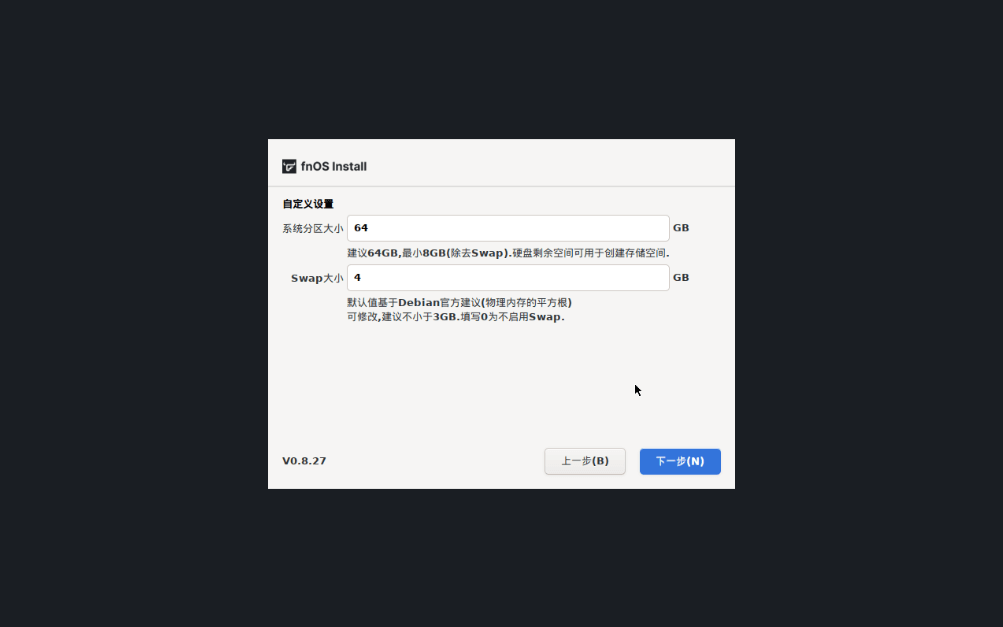 fnOS Install
自定义设置
系统分区大小 64 GB
建议64GB,最小8GB(除去Swap).硬盘剩余空间可用于创建存储空间.
Swap大小 4 GB
默认值基于Debian官方建议(物理内存的平方根)
可修改,建议不小于3GB.填写0为不启用Swap.
V0.8.27 上一步(B) 下一步(N)